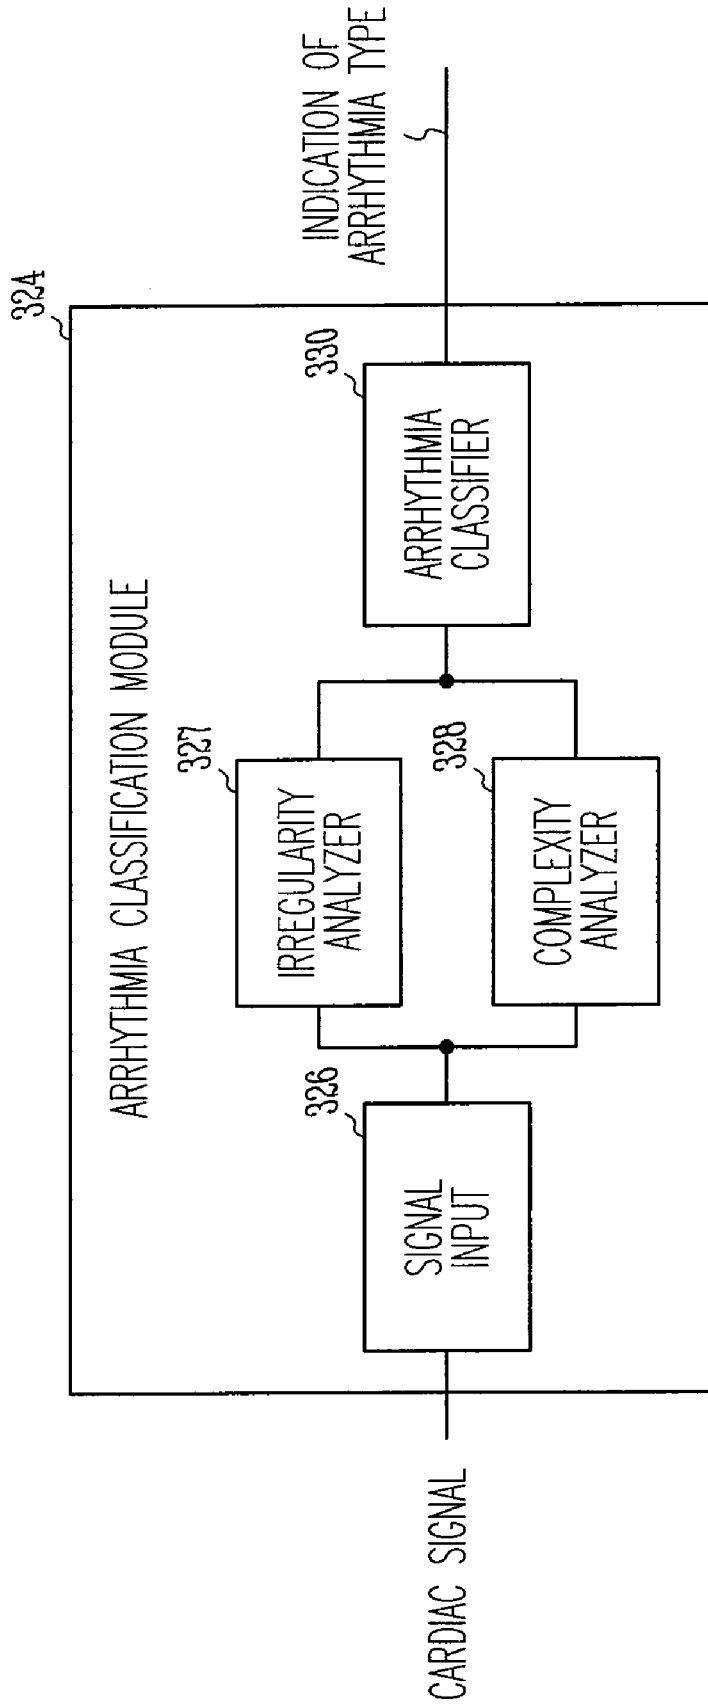 324
ARRHYTHMIA CLASSIFICATION MODULE
CARDIAC SIGNAL
326
SIGNAL
INPUT
327
IRREGULARITY
ANALYZER
328
COMPLEXITY
ANALYZER
330
ARRHYTHMIA
CLASSIFIER
INDICATION OF
ARRHYTHMIA TYPE